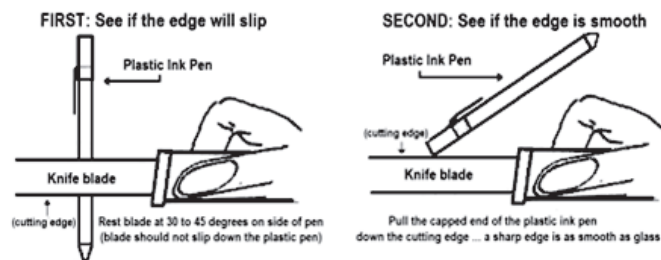 FIRST: See if the edge will slip
Plastic Ink Pen
Knife blade
(cutting edge)
Rest blade at 30 to 45 degrees on side of pen
(blade should not slip down the plastic pen)
SECOND: See if the edge is smooth
Plastic Ink Pen
(cutting edge)
Knife blade
Pull the capped end of the plastic ink pen
down the cutting edge ... a sharp edge is as smooth as glass